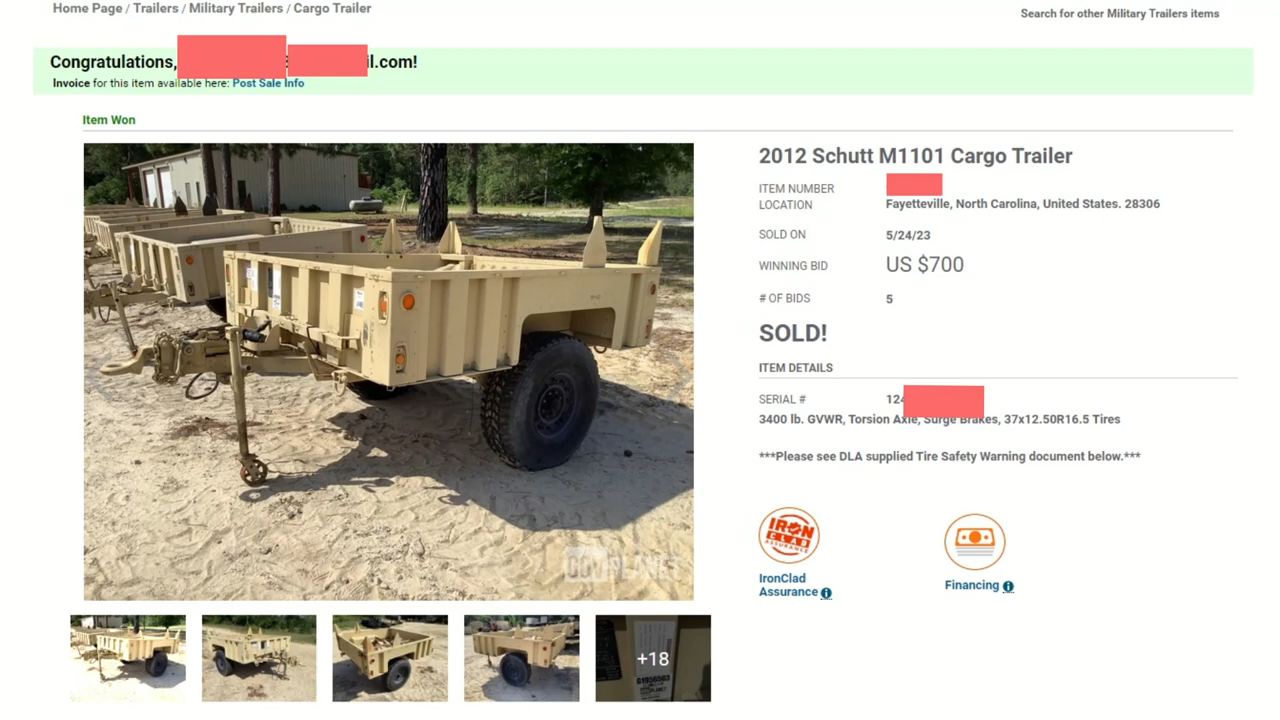 Home Page / Trailers / Military Trailers / Cargo Trailer
Search for other Military Trailers items
Congratulations, il.com!
Invoice for this item available here: Post Sale Info
Item Won
2012 Schutt M1101 Cargo Trailer
ITEM NUMBER
LOCATION Fayetteville, North Carolina, United States. 28306
SOLD ON 5/24/23
WINNING BID US $700
# OF BIDS 5
SOLD!
ITEM DETAILS
SERIAL # 124
3400 lb. GVWR, Torsion Axle, Surge Brakes, 37x12.50R16.5 Tires
***Please see DLA supplied Tire Safety Warning document below.***
IRON
CLAD
ASSURANCE
IronClad
Assurance
Financing
GOVPLANET
+18